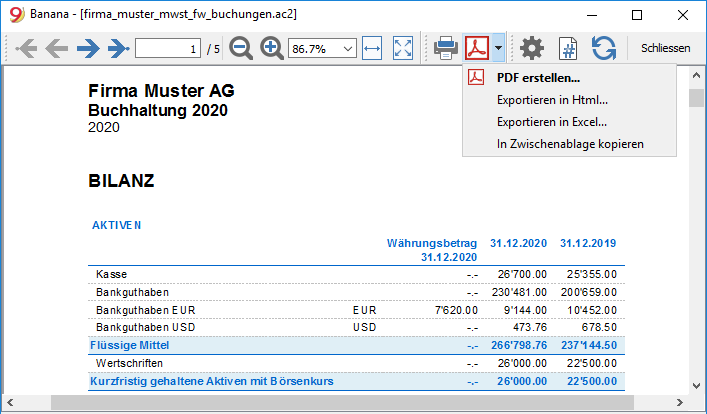 Banana - [firma_muster_mwst_fw_buchungen.ac2]
1 / 5 86.7% Schliessen
PDF erstellen...
Exportieren in Html...
Exportieren in Excel...
In Zwischenablage kopieren
Firma Muster AG
Buchhaltung 2020
2020
BILANZ
AKTIVEN
Währungsbetrag 31.12.2020 31.12.2019
31.12.2020
Kasse -.- 26'700.00 25'355.00
Bankguthaben -.- 230'481.00 200'659.00
Bankguthaben EUR EUR 7'620.00 9'144.00 10'452.00
Bankguthaben USD USD -.- 473.76 678.50
Flüssige Mittel -.- 266'798.76 237'144.50
Wertschriften -.- 26'000.00 22'500.00
Kurzfristig gehaltene Aktiven mit Börsenkurs -.- 26'000.00 22'500.00